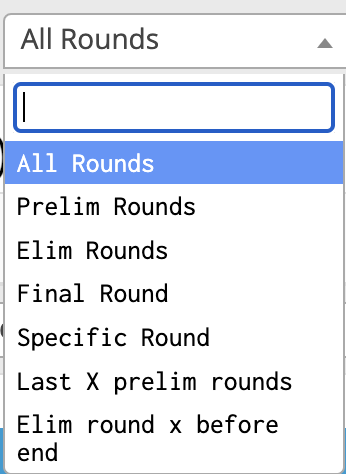 All Rounds
All Rounds
Prelim Rounds
Elim Rounds
Final Round
Specific Round
Last X prelim rounds
Elim round x before
end